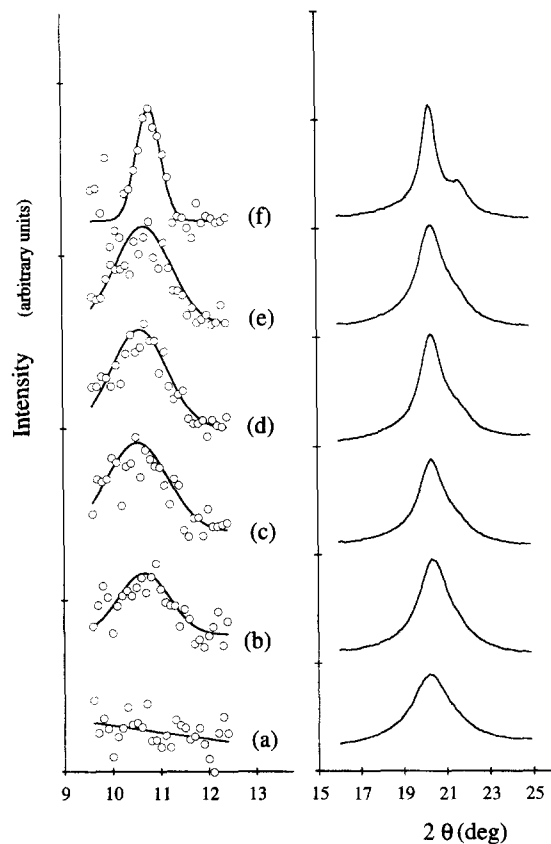 (f)
(e)
(d)
(c)
(b)
(a)
Intensity (arbitrary units)
9 10 11 12 13
15 17 19 21 23 25
2 θ (deg)